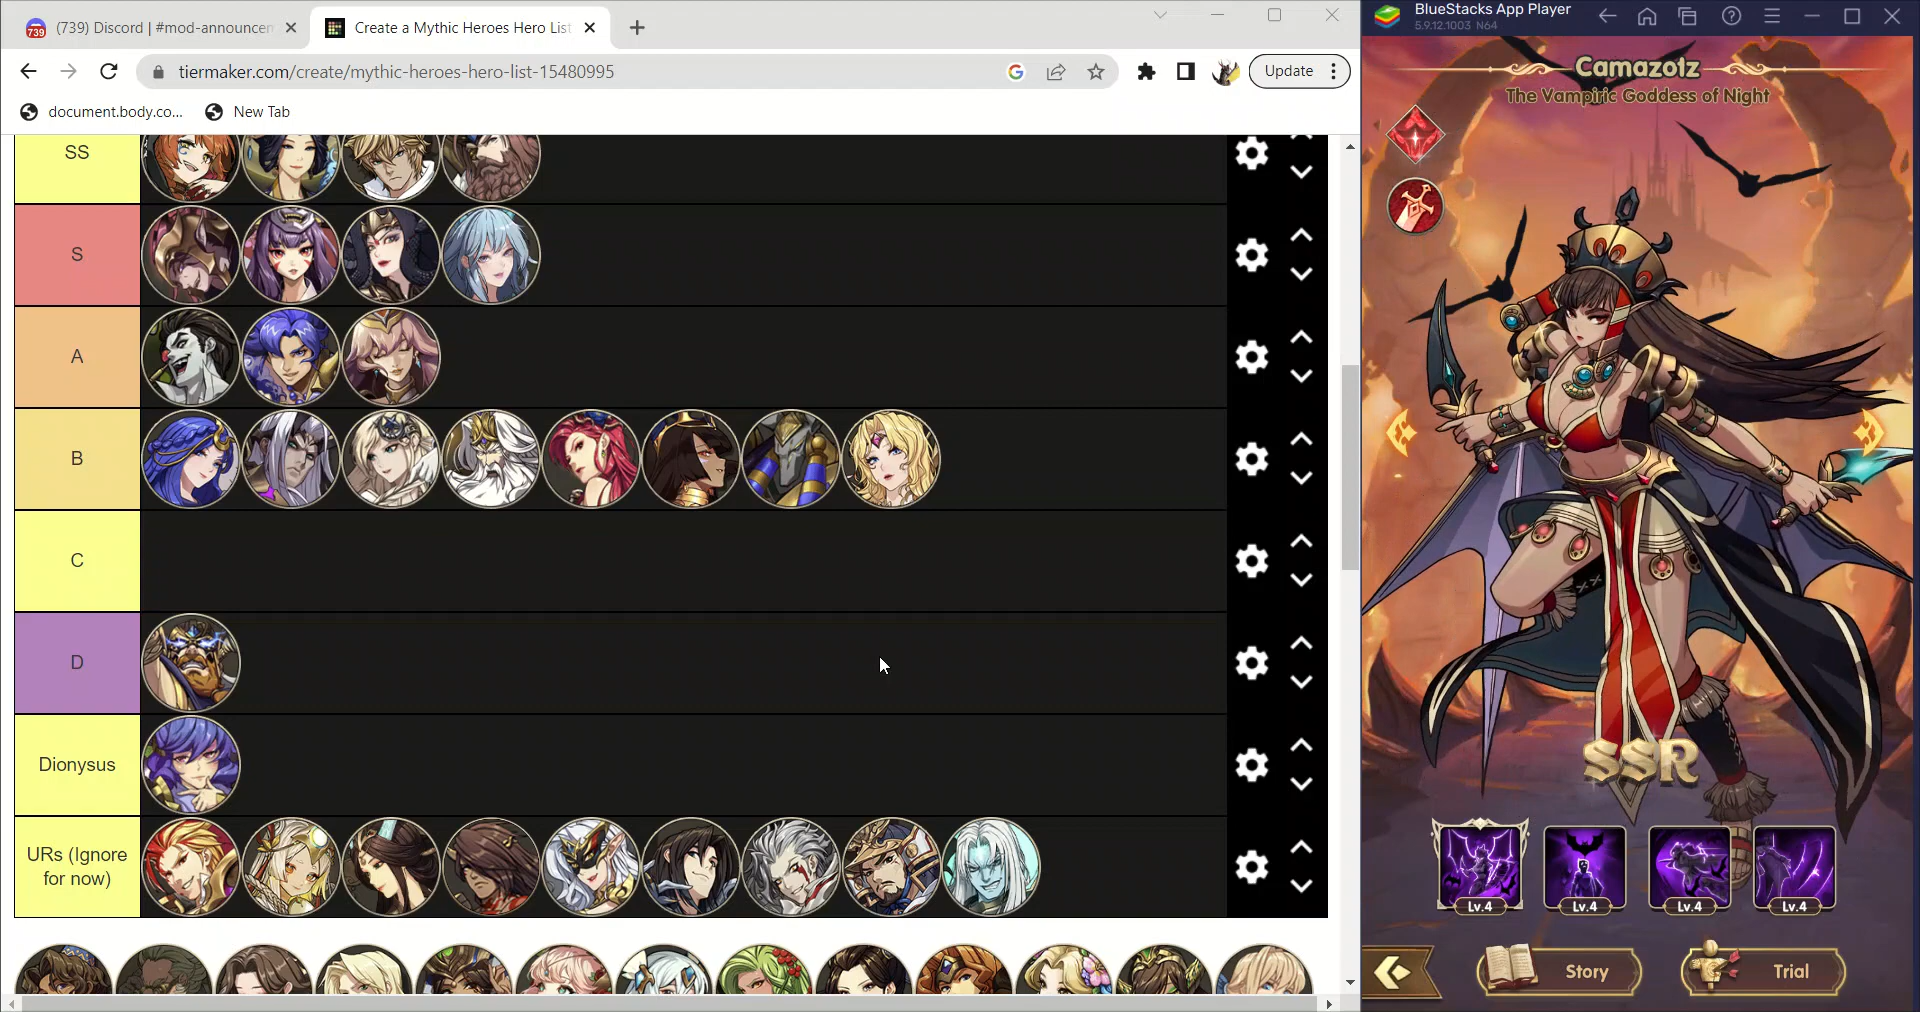 739
(739) Discord | #mod-announcem
Create a Mythic Heroes Hero List
tiermaker.com/create/mythic-heroes-hero-list-15480995
Update
document.body.co...
New Tab
SS
S
A
B
C
D
Dionysus
URs (Ignore
for now)
BlueStacks App Player
5.9.12.1003 N64
Camazotz
The Vampiric Goddess of Night
SSR
Lv.4
Lv.4
Lv.4
Lv.4
Story
Trial